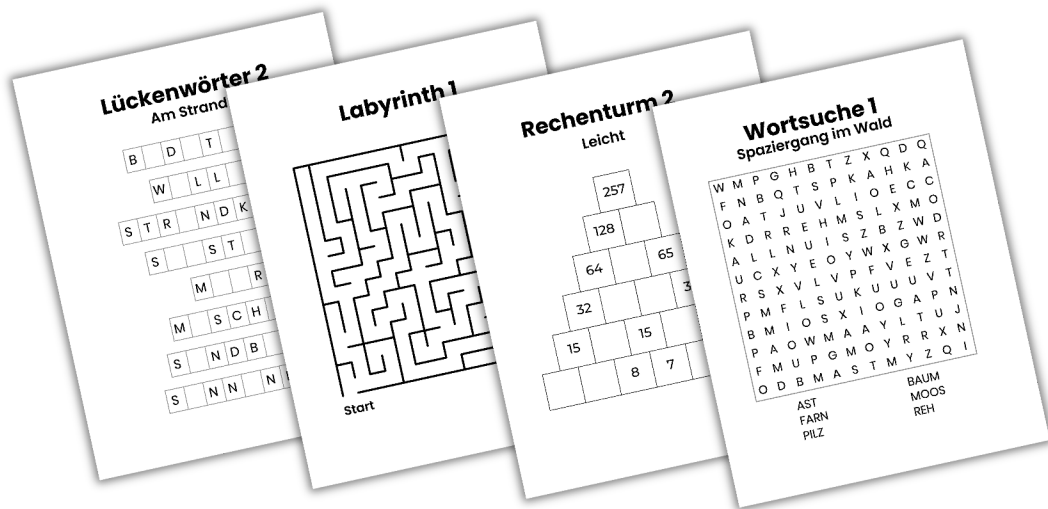 Lückenwörter 2
Am Strand
B D T
W L L
S T R N D K
S S T
M R
M S C H
S N D B
S N N N
Labyrinth 1
Start
Rechenturm 2
Leicht
257
128
64 65
32 3
15 15
8 7
Wortsuche 1
Spaziergang im Wald
W M P G H B T Z X Q D Q
F N B Q T S P K A H K A
O A T J U V L I O E C C
K D R R E H M S L X M O
A L L N U I S Z B Z W D
U C X Y E O Y W X G W R
R S X V L V P F V E Z T
P M F L S U K U U U V T
B M I O S X I O G A P N
P A O W M A A Y L T U J
F M U P G M O Y R R X N
O D B M A S T M Y Z Q I
AST
FARN
PILZ
BAUM
MOOS
REH